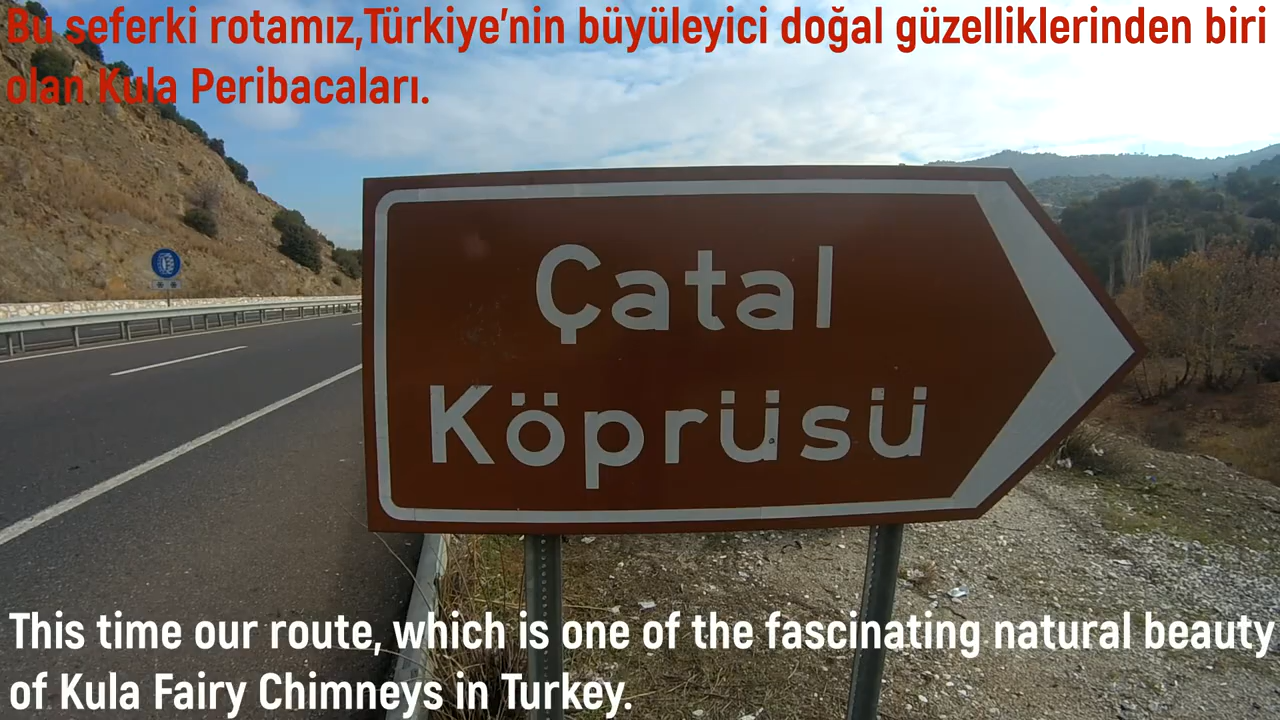 Bu seferki rotamız,Türkiye'nin büyüleyici doğal güzelliklerinden biri
olan Kula Peribacaları.
Çatal
Köprüsü
This time our route, which is one of the fascinating natural beauty
of Kula Fairy Chimneys in Turkey.